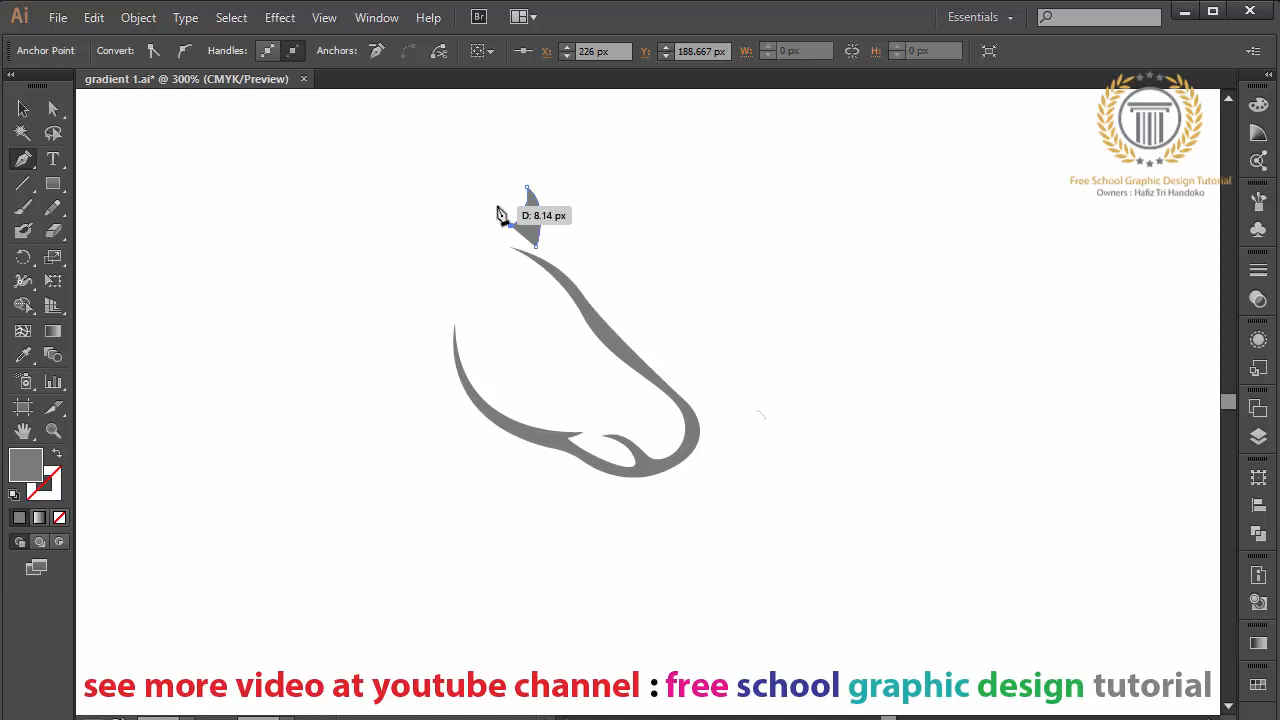 Ai File Edit Object Type Select Effect View Window Help Br Essentials
Anchor Point Convert: Handles: Anchors: X: 226 px Y: 188.667 px W: 0 px H: 0 px
gradient 1.ai* @ 300% (CMYK/Preview) ×
T
D: 8.14 px
Free School Graphic Design Tutorial
Owners : Hafiz Tri Handoko
see more video at youtube channel : free school graphic design tutorial